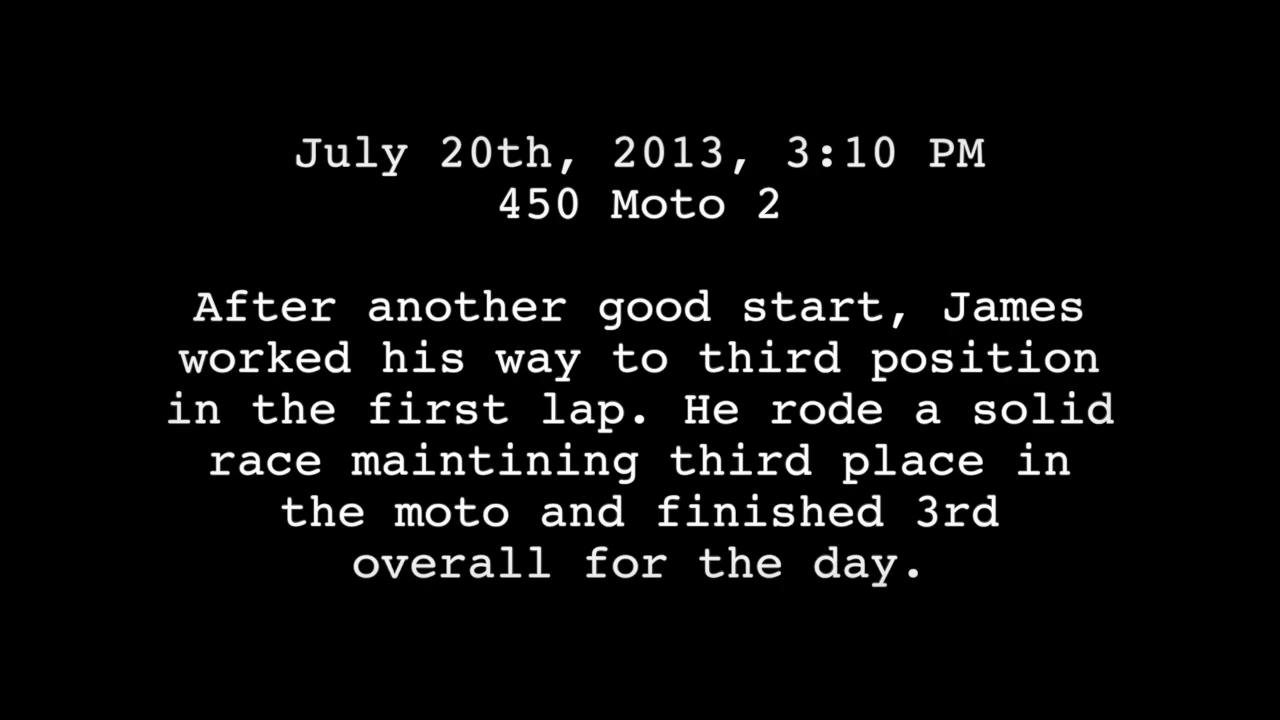 July 20th, 2013, 3:10 PM
450 Moto 2
After another good start, James
worked his way to third position
in the first lap. He rode a solid
race maintining third place in
the moto and finished 3rd
overall for the day.